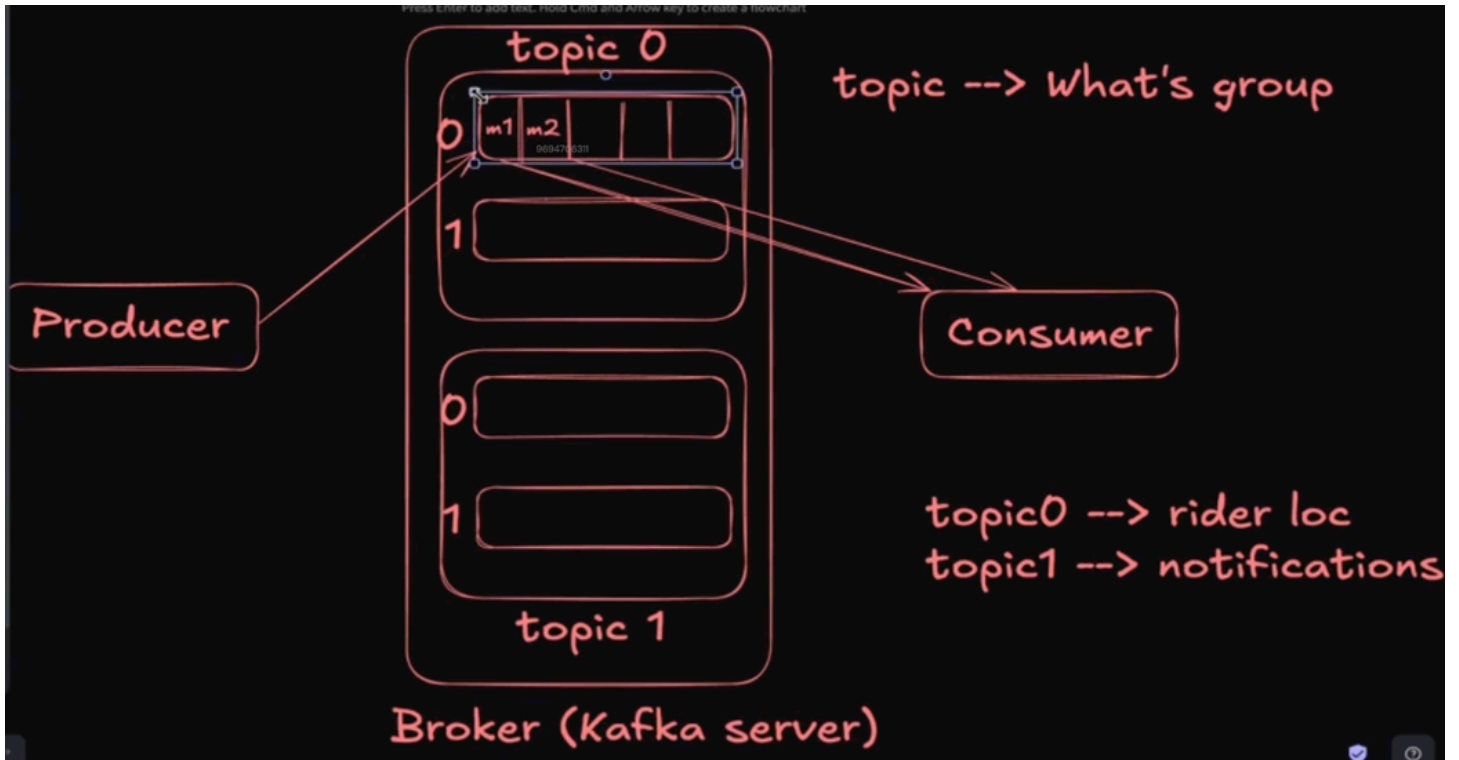 Press Enter to add text. Hold Cmd and Arrow key to create a flowchart
topic 0
topic --> What's group
0
m1 m2
9694706311
1
Producer
Consumer
0
1
topic0 --> rider loc
topic1 --> notifications
topic 1
Broker (Kafka server)